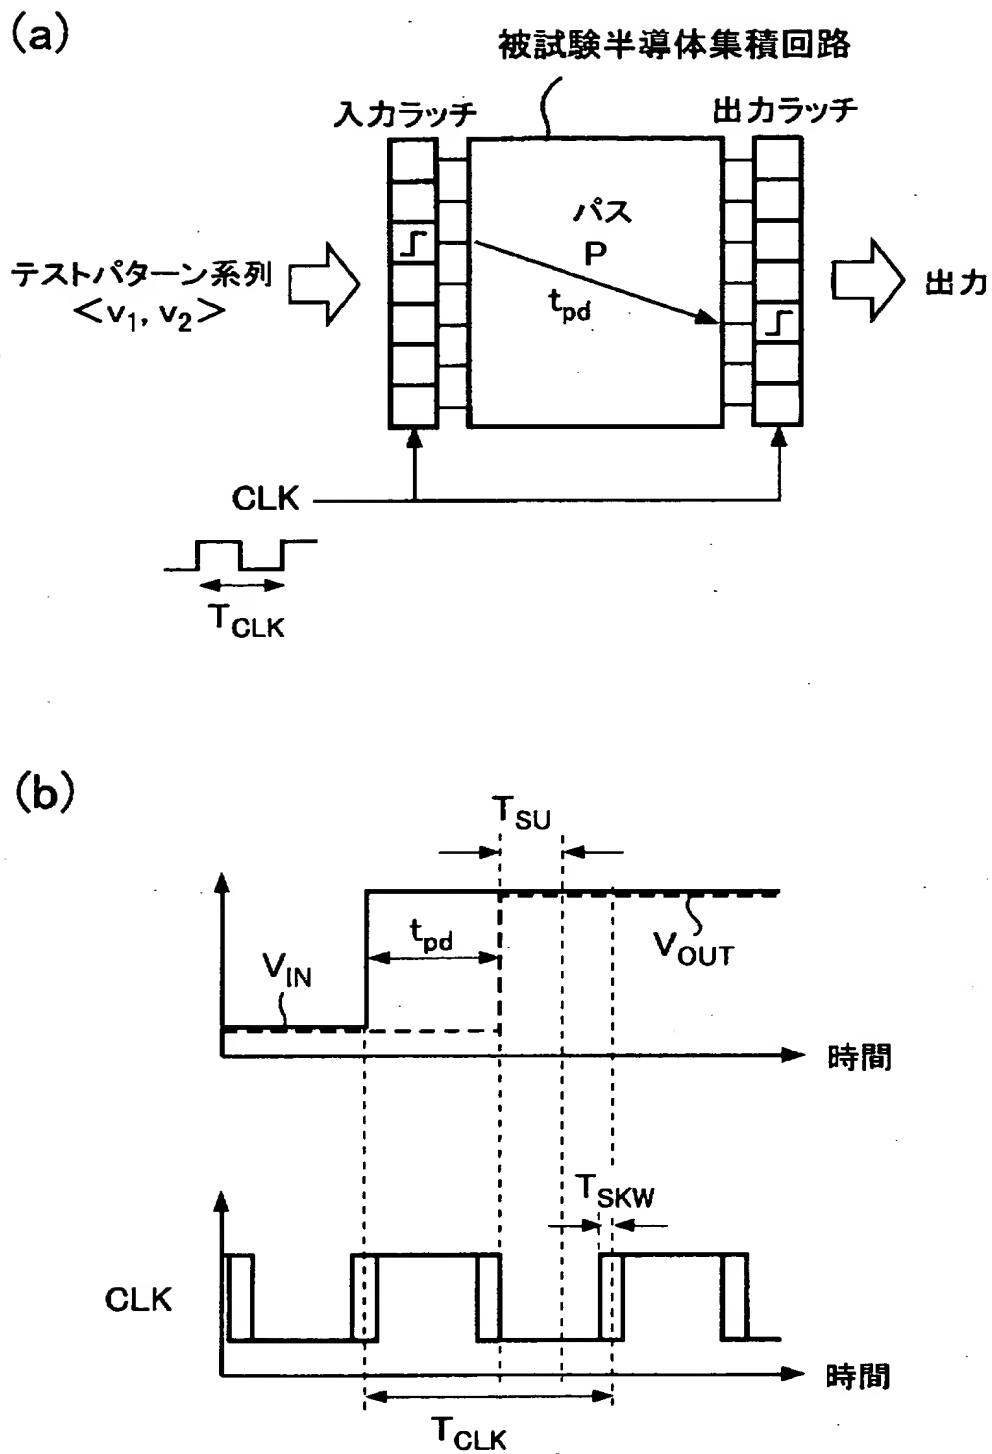 (a)
被試験半導体集積回路
入力ラッチ
出力ラッチ
パス
P
tpd
テストパターン系列
<v1, v2>
出力
CLK
TCLK
(b)
TSU
tpd
VIN
VOUT
時間
TSKW
CLK
時間
TCLK